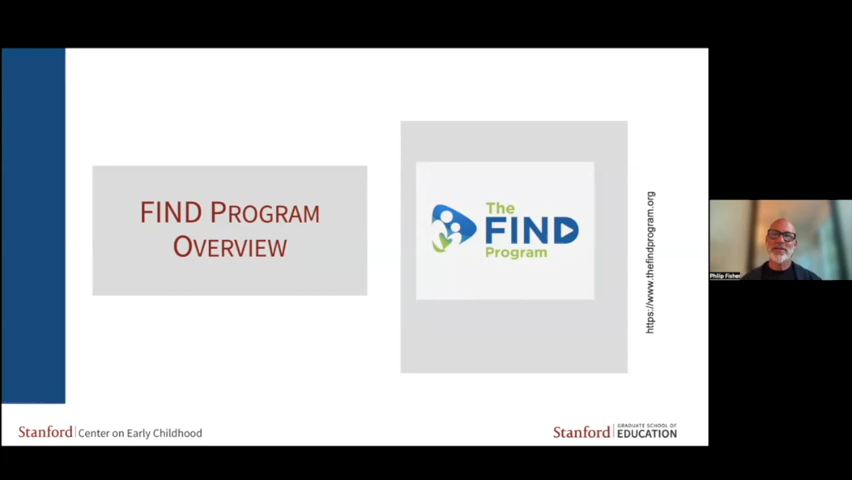 FIND PROGRAM
OVERVIEW
The
FIND
Program
https://www.thefindprogram.org
Philip Fisher
Stanford Center on Early Childhood
Stanford GRADUATE SCHOOL OF
EDUCATION